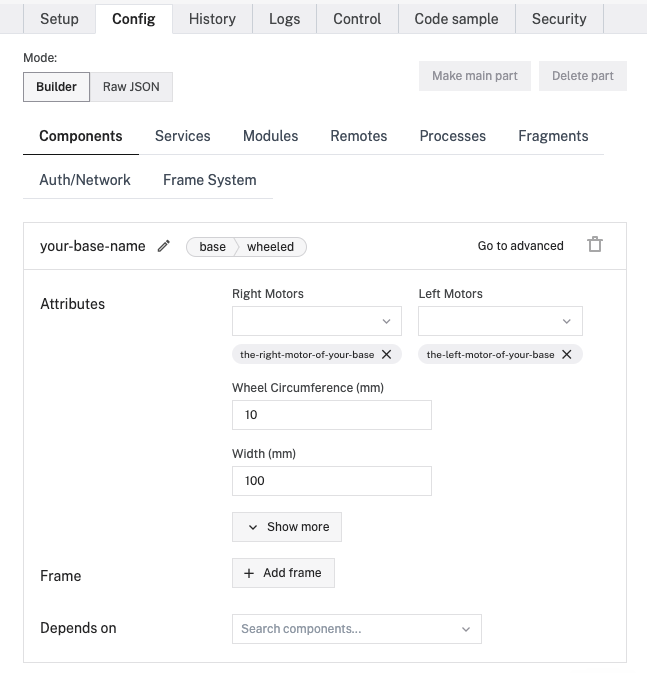 Setup Config History Logs Control Code sample Security
Mode:
Builder Raw JSON Make main part Delete part
Components Services Modules Remotes Processes Fragments
Auth/Network Frame System
your-base-name base wheeled Go to advanced
Attributes
Right Motors Left Motors
the-right-motor-of-your-base the-left-motor-of-your-base
Wheel Circumference (mm)
10
Width (mm)
100
Show more
Frame Add frame
Depends on Search components...